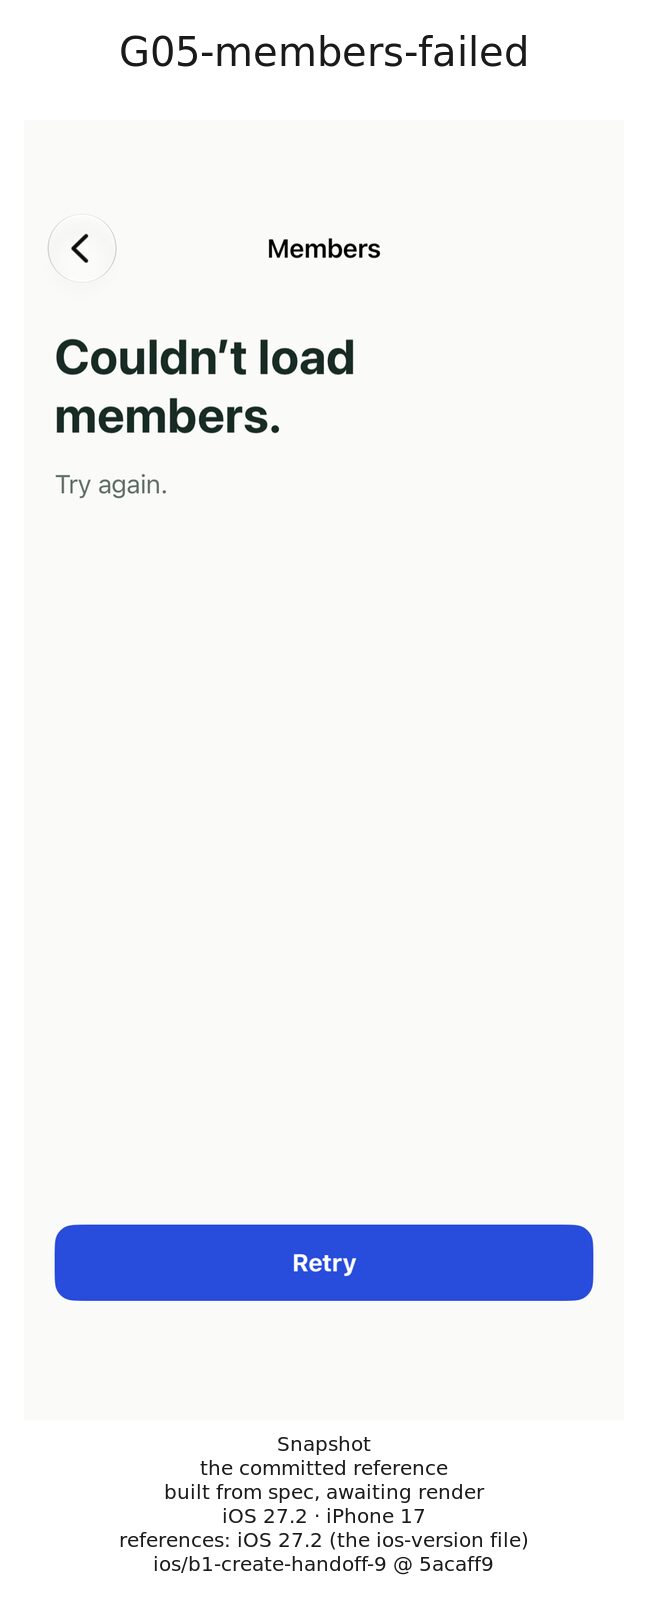 G05-members-failed
Members
Couldn’t load
members.
Try again.
Retry
Snapshot
the committed reference
built from spec, awaiting render
iOS 27.2 · iPhone 17
references: iOS 27.2 (the ios-version file)
ios/b1-create-handoff-9 @ 5acaff9